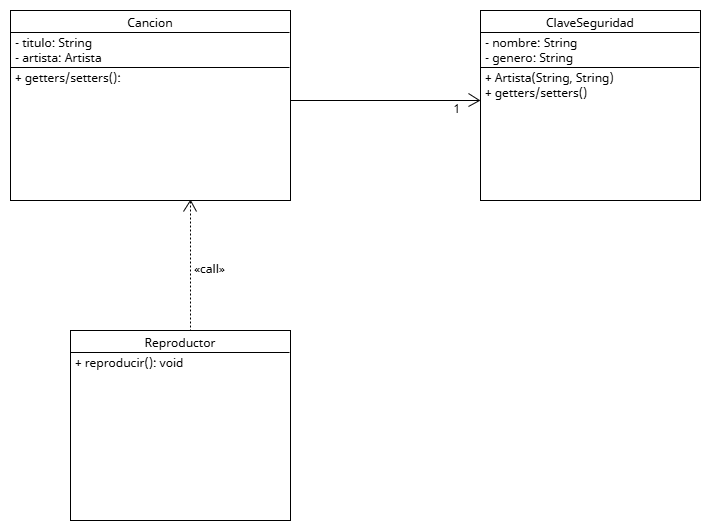 Cancion
- titulo: String
- artista: Artista
+ getters/setters():
ClaveSeguridad
- nombre: String
- genero: String
+ Artista(String, String)
+ getters/setters()
1
«call»
Reproductor
+ reproducir(): void